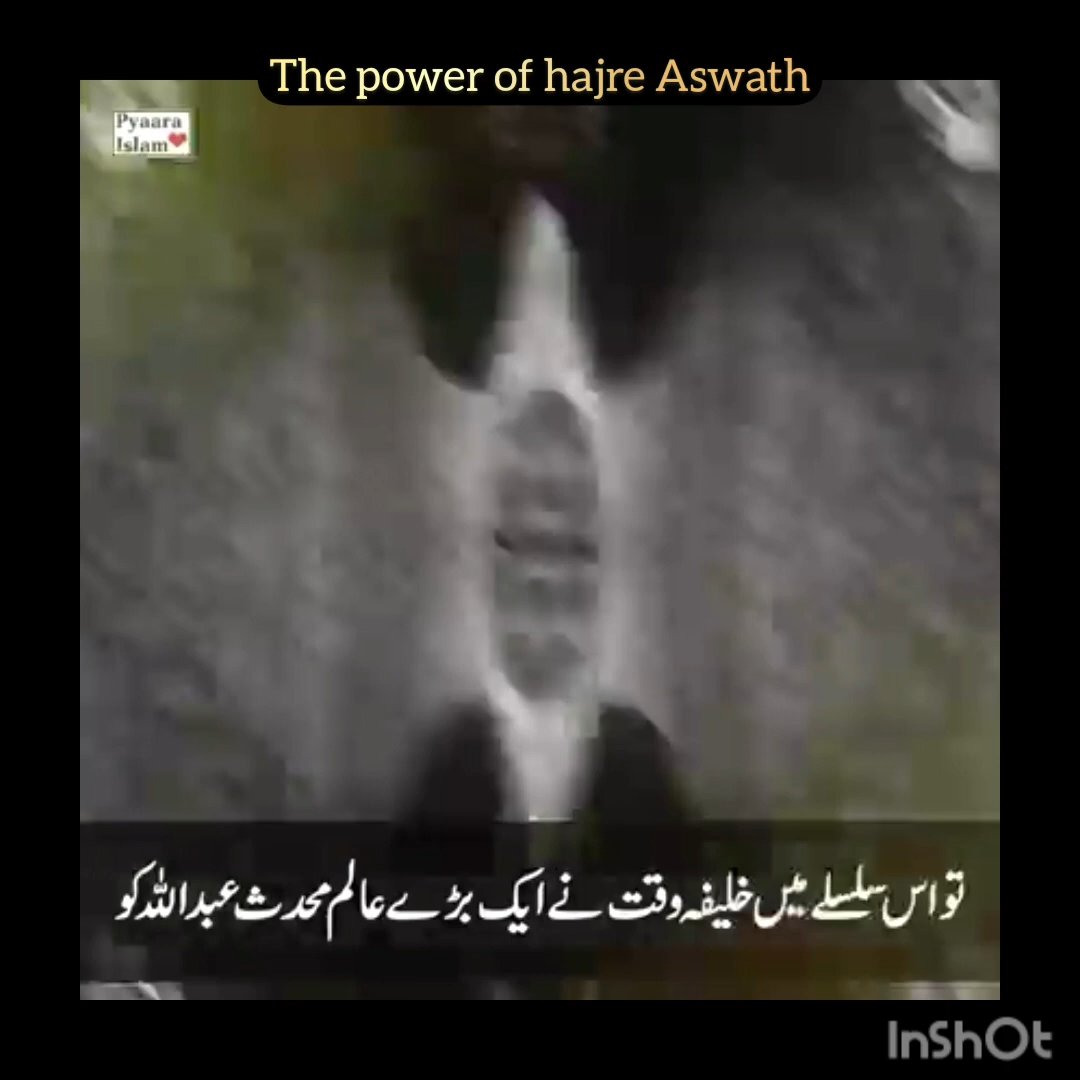 The power of hajre Aswath
Pyaara
Islam
تو اس سلسلے میں خلیفہ وقت نے ایک بڑے عالم محدث عبداللہ کو
InShOt